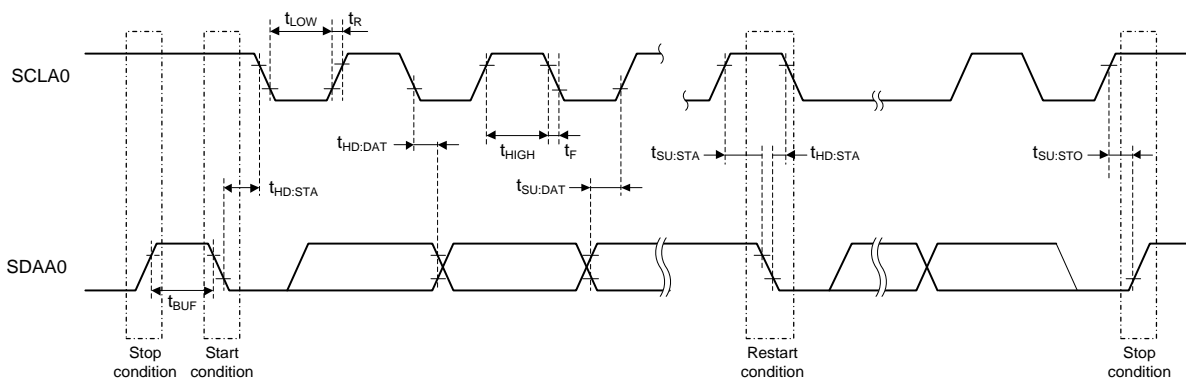 tLOW
tR
SCLA0
tHD:DAT
tHIGH
tF
tSU:STA
tHD:STA
tSU:STO
tHD:STA
tSU:DAT
SDAA0
tBUF
Stop
condition
Start
condition
Restart
condition
Stop
condition